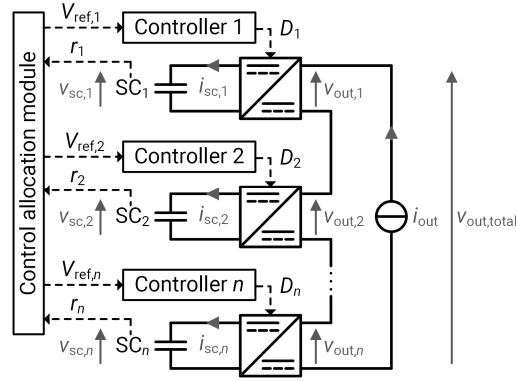 Control allocation module
V_ref,1
Controller 1
D_1
r_1
v_sc,1
SC_1
i_sc,1
v_out,1
V_ref,2
Controller 2
D_2
r_2
v_sc,2
SC_2
i_sc,2
v_out,2
i_out
v_out,total
V_ref,n
Controller n
D_n
r_n
v_sc,n
SC_n
i_sc,n
v_out,n